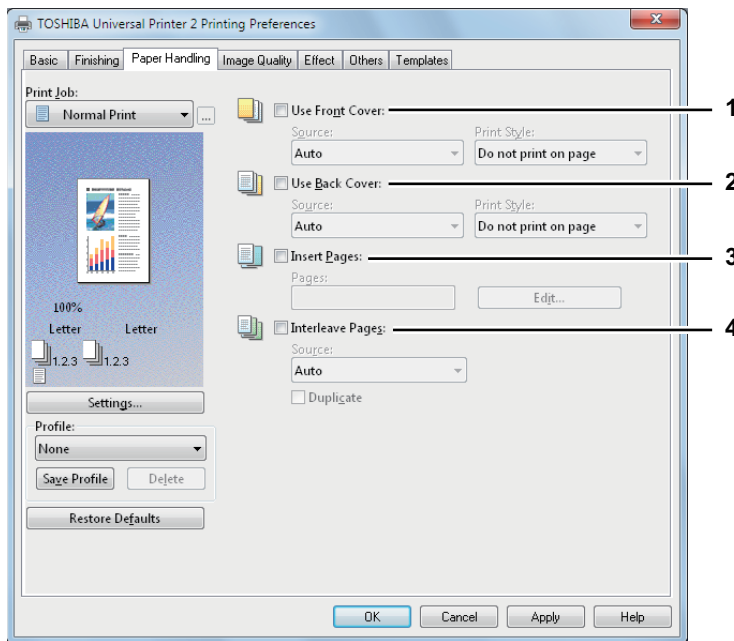 TOSHIBA Universal Printer 2 Printing Preferences
Basic Finishing Paper Handling Image Quality Effect Others Templates
Print Job:
Normal Print
...
100%
Letter Letter
1.2.3 1.2.3
Settings...
Profile:
None
Save Profile Delete
Restore Defaults
Use Front Cover: 1
Source: Print Style:
Auto Do not print on page
Use Back Cover: 2
Source: Print Style:
Auto Do not print on page
Insert Pages: 3
Pages:
Edit...
Interleave Pages: 4
Source:
Auto
Duplicate
OK Cancel Apply Help